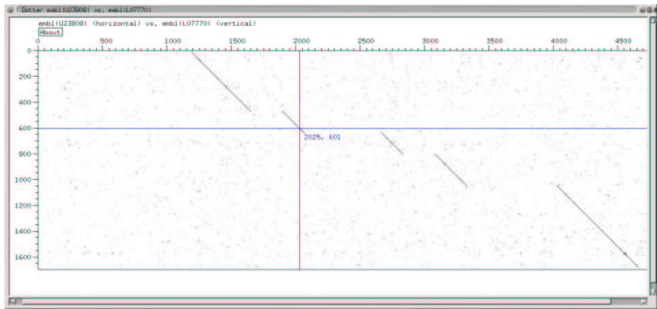 Dotter embl(U23808) vs. embl(L07770)
embl(U23808) (horizontal) vs. embl(L07770) (vertical)
About
0 500 1000 1500 2000 2500 3000 3500 4000 4500
0
200
400
600
800
1000
1200
1400
1600
2025, 601